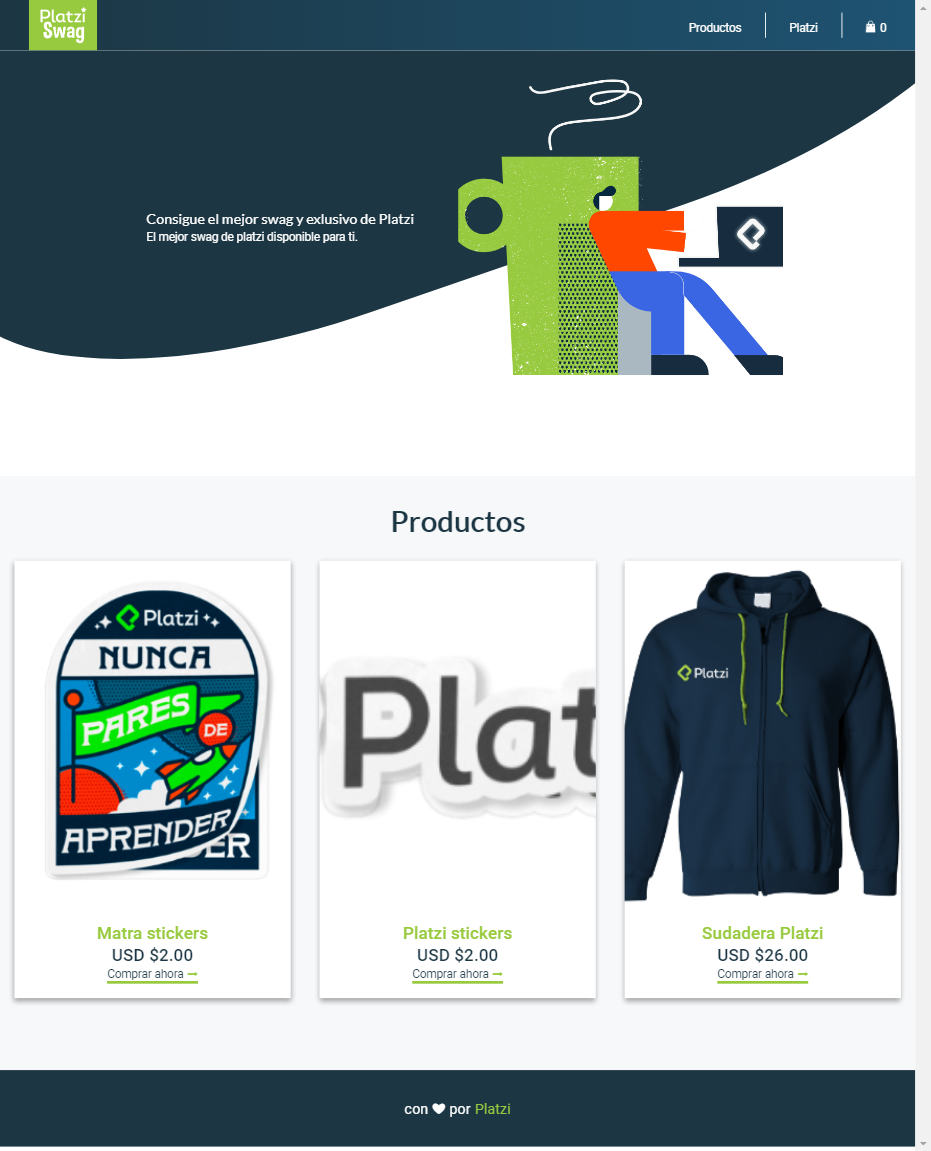 Platzi
Swag
Productos
Platzi
0
Consigue el mejor swag y exlusivo de Platzi
El mejor swag de platzi disponible para ti.
Productos
Platzi
NUNCA
PARES
DE
APRENDER
ER
Plat
Platzi
Matra stickers
USD $2.00
Comprar ahora →
Platzi stickers
USD $2.00
Comprar ahora →
Sudadera Platzi
USD $26.00
Comprar ahora →
con ♥ por Platzi